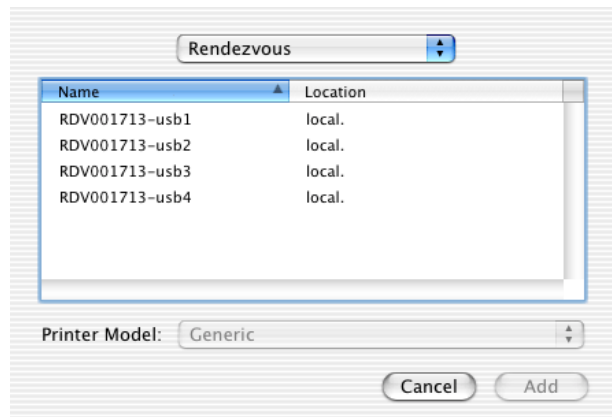 Rendezvous
Name Location
RDV001713-usb1 local.
RDV001713-usb2 local.
RDV001713-usb3 local.
RDV001713-usb4 local.
Printer Model: Generic
Cancel Add